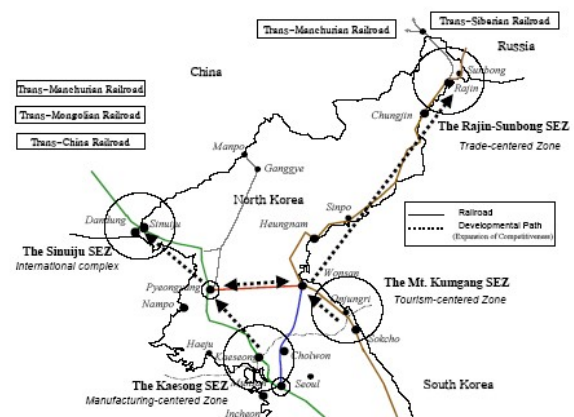 Trans-Siberian Railroad
Trans-Manchurian Railroad
Russia
China
Sunbong
Rajin
Trans-Manchurian Railroad
Trans-Mongolian Railroad
Trans-China Railroad
Chungjin
The Rajin-Sunbong SEZ
Trade-centered Zone
Manpo
Ganggye
North Korea
Sinpo
Dandung
Sinuiju
Heungnam
Railroad
Developmental Path
(Expansion of Competitiveness)
The Sinuiju SEZ
International complex
Wonsan
Pyeongyang
The Mt. Kumgang SEZ
Onjungri
Tourism-centered Zone
Nampo
Sokcho
Haeju
Kaeseong
Cholwon
The Kaesong SEZ
Seoul
South Korea
Manufacturing-centered Zone
Incheon